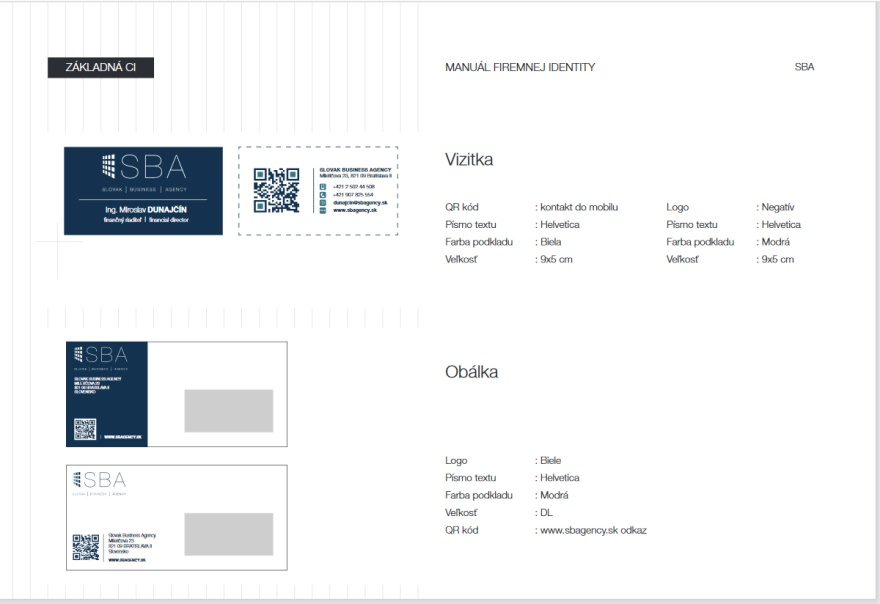 ZÁKLADNÁ CI
MANUÁL FIREMNEJ IDENTITY
SBA
SBA
SLOVAK | BUSINESS | AGENCY
Ing. Miroslav DUNAJČÍN
finančný riaditeľ | financial director
SLOVAK BUSINESS AGENCY
Miletičova 23, 821 09 Bratislava II
+421 2 502 44 508
+421 907 825 554
dunajcin@sbagency.sk
www.sbagency.sk
Vizitka
QR kód : kontakt do mobilu
Písmo textu : Helvetica
Farba podkladu : Biela
Veľkosť : 9x5 cm
Logo : Negatív
Písmo textu : Helvetica
Farba podkladu : Modrá
Veľkosť : 9x5 cm
SBA
SLOVAK | BUSINESS | AGENCY
SLOVAK BUSINESS AGENCY
MILETIČOVA 23
821 09 BRATISLAVA II
SLOVENSKO
WWW.SBAGENCY.SK
SBA
SLOVAK | BUSINESS | AGENCY
Slovak Business Agency
Miletičova 23
821 09 BRATISLAVA II
Slovensko
WWW.SBAGENCY.SK
Obálka
Logo : Biele
Písmo textu : Helvetica
Farba podkladu : Modrá
Veľkosť : DL
QR kód : www.sbagency.sk odkaz